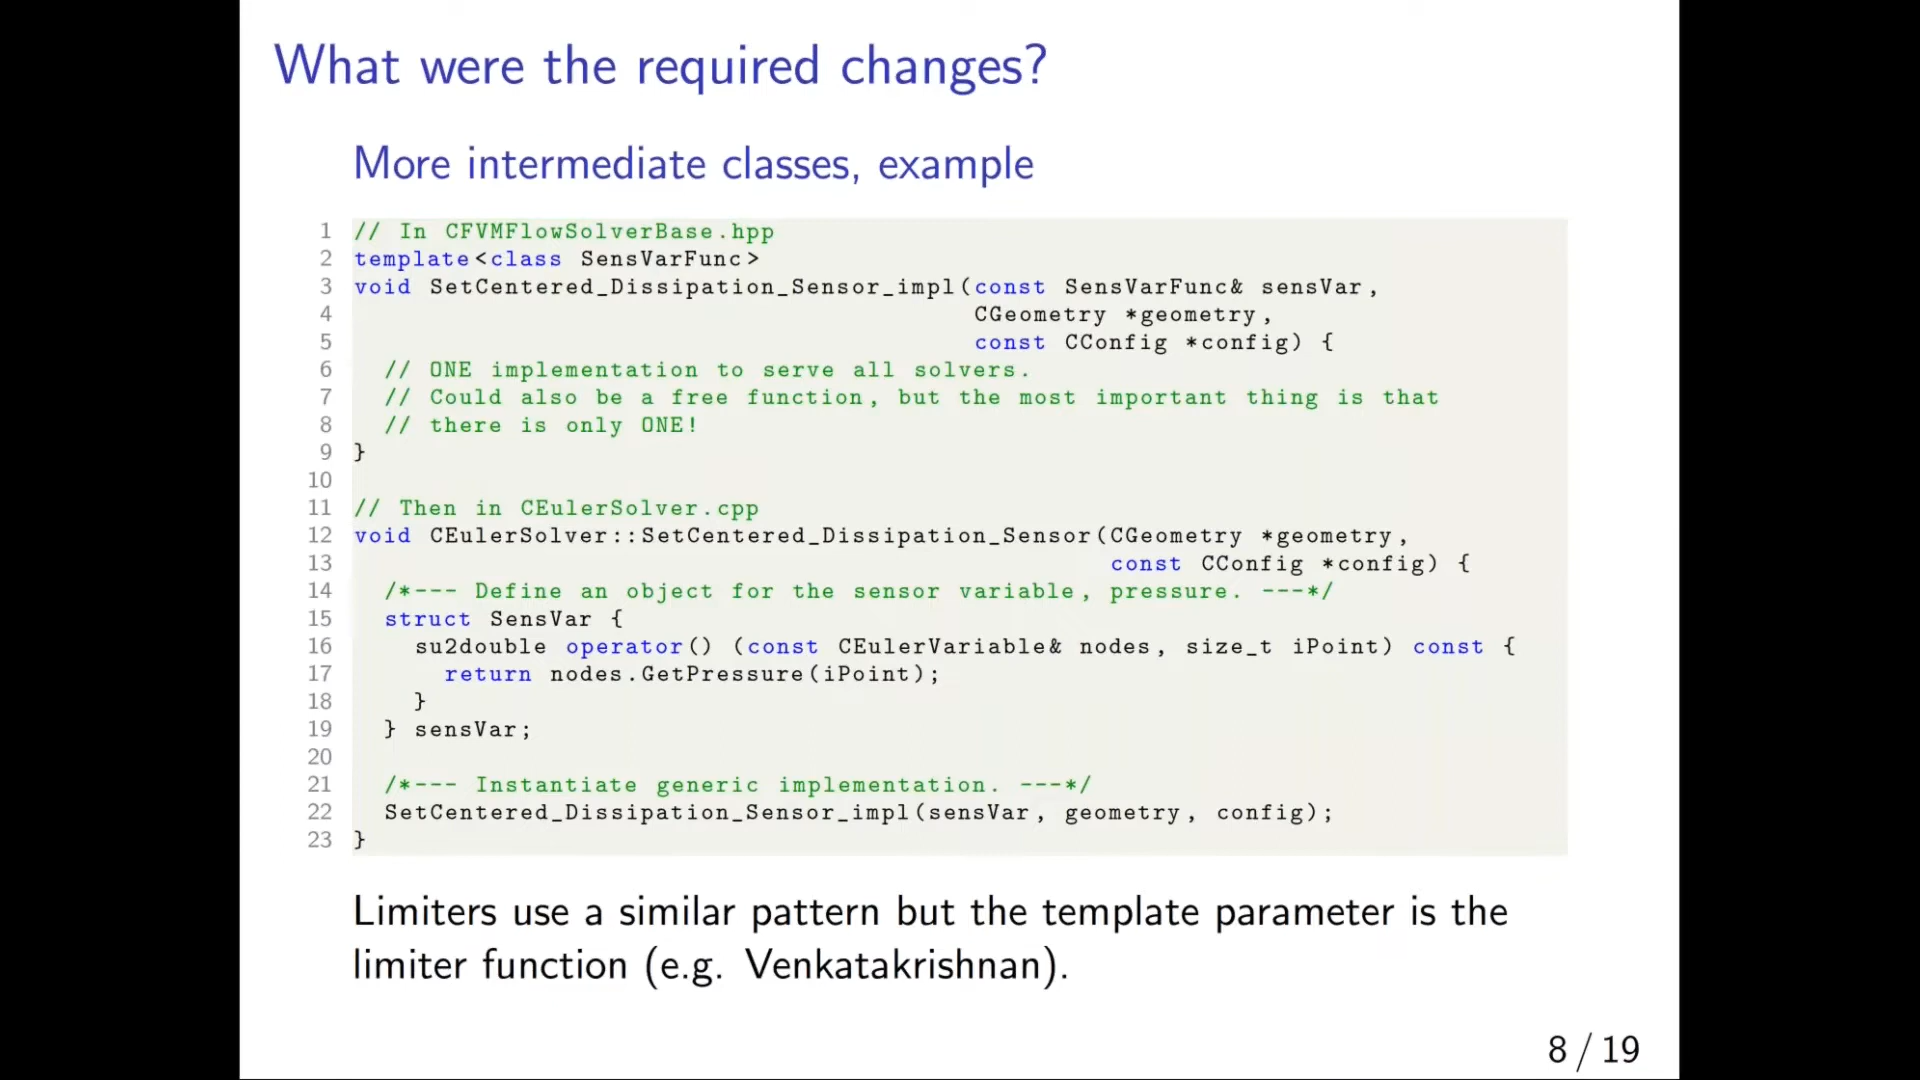 What were the required changes?
More intermediate classes, example
1 // In CFVMFlowSolverBase.hpp
2 template<class SensVarFunc>
3 void SetCentered_Dissipation_Sensor_impl(const SensVarFunc& sensVar,
4 CGeometry *geometry,
5 const CConfig *config) {
6 // ONE implementation to serve all solvers.
7 // Could also be a free function, but the most important thing is that
8 // there is only ONE!
9 }
10
11 // Then in CEulerSolver.cpp
12 void CEulerSolver::SetCentered_Dissipation_Sensor(CGeometry *geometry,
13 const CConfig *config) {
14 /*--- Define an object for the sensor variable, pressure. ---*/
15 struct SensVar {
16 su2double operator() (const CEulerVariable& nodes, size_t iPoint) const {
17 return nodes.GetPressure(iPoint);
18 }
19 } sensVar;
20
21 /*--- Instantiate generic implementation. ---*/
22 SetCentered_Dissipation_Sensor_impl(sensVar, geometry, config);
23 }
Limiters use a similar pattern but the template parameter is the
limiter function (e.g. Venkatakrishnan).
8 / 19